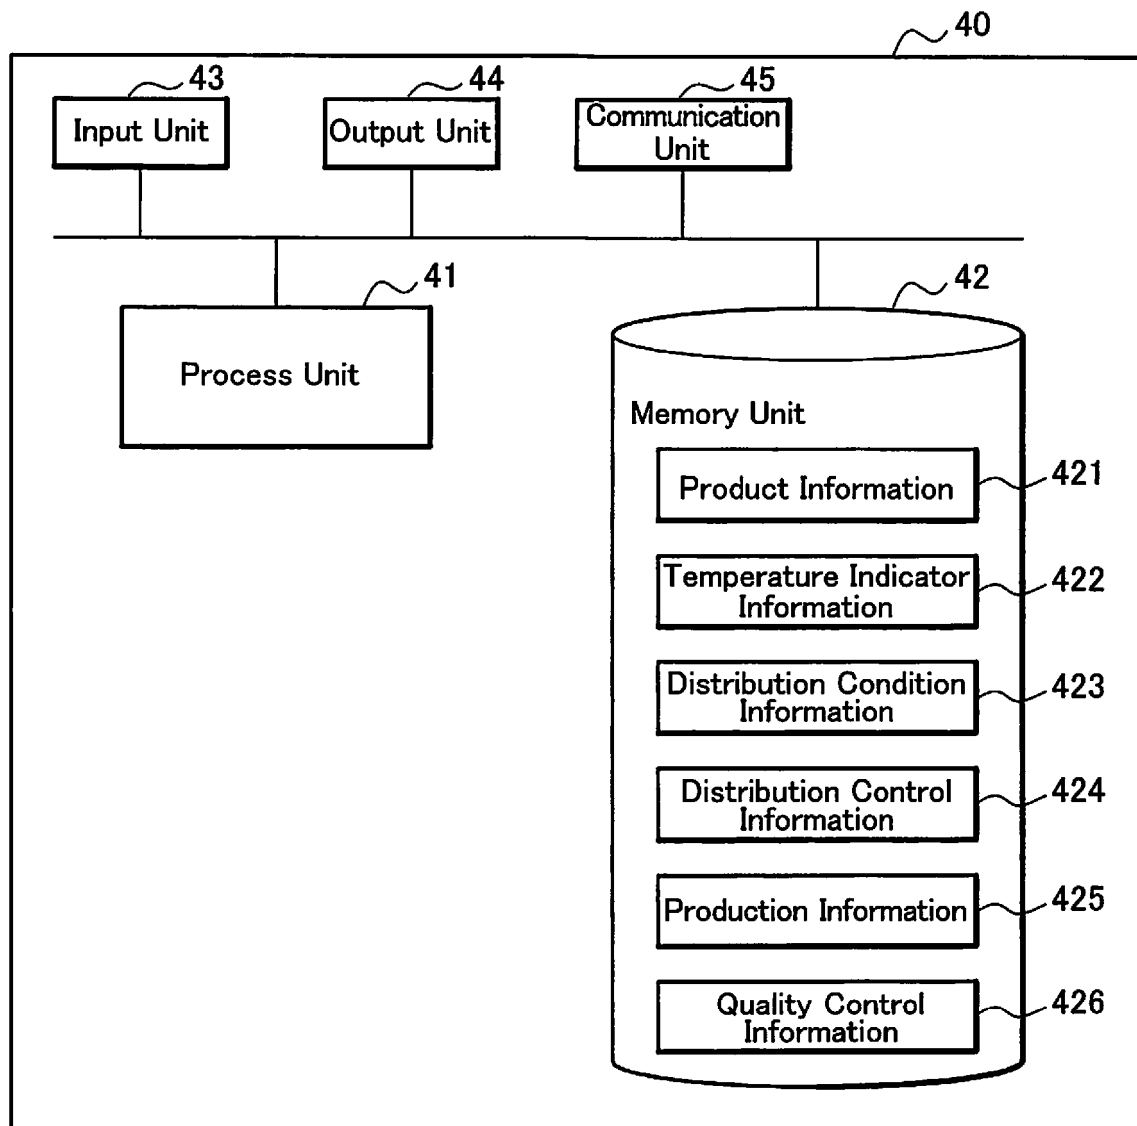 40
43
44
45
Input Unit
Output Unit
Communication
Unit
41
42
Process Unit
Memory Unit
Product Information
421
Temperature Indicator
Information
422
Distribution Condition
Information
423
Distribution Control
Information
424
Production Information
425
Quality Control
Information
426